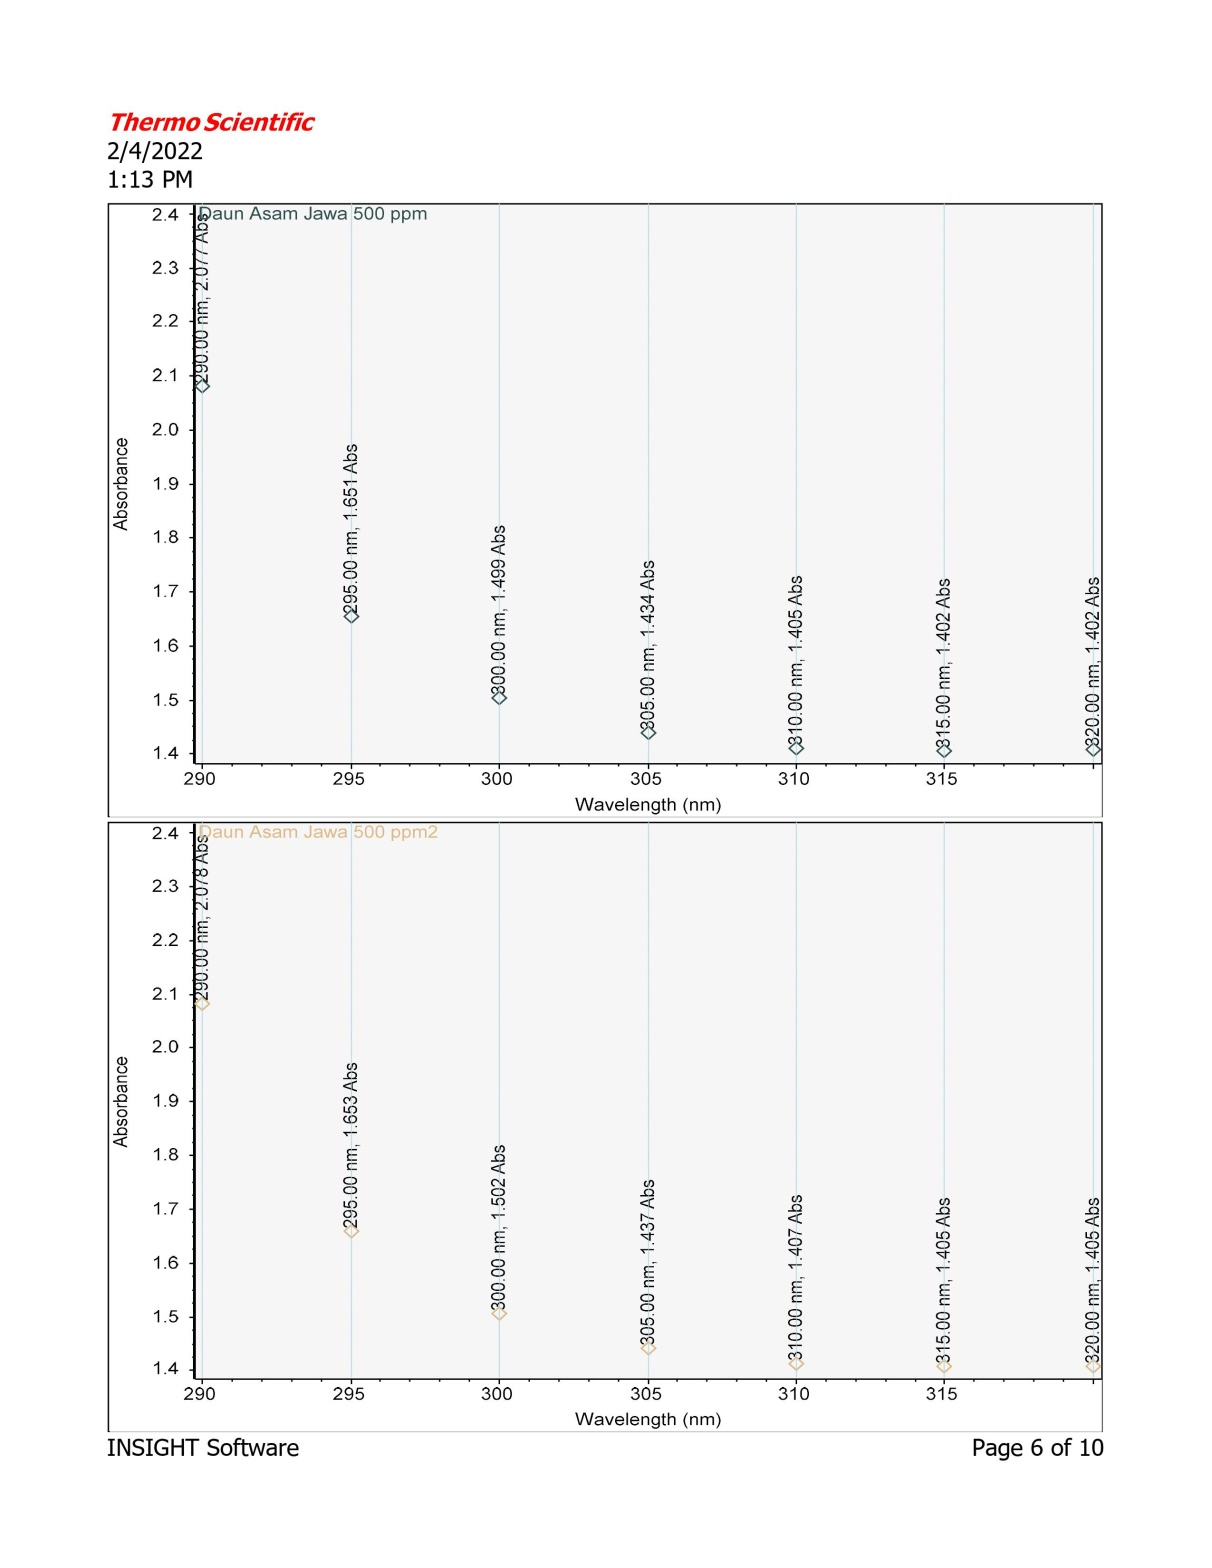 Thermo Scientific
2/4/2022
1:13 PM
Daun Asam Jawa 500 ppm
2.4
2.3
2.2
2.1
2.0
1.9
1.8
1.7
1.6
1.5
1.4
Absorbance
290.00 nm, 2.077 Abs
295.00 nm, 1.651 Abs
300.00 nm, 1.499 Abs
305.00 nm, 1.434 Abs
310.00 nm, 1.405 Abs
315.00 nm, 1.402 Abs
320.00 nm, 1.402 Abs
290 295 300 305 310 315
Wavelength (nm)
Daun Asam Jawa 500 ppm2
2.4
2.3
2.2
2.1
2.0
1.9
1.8
1.7
1.6
1.5
1.4
Absorbance
290.00 nm, 2.078 Abs
295.00 nm, 1.653 Abs
300.00 nm, 1.502 Abs
305.00 nm, 1.437 Abs
310.00 nm, 1.407 Abs
315.00 nm, 1.405 Abs
320.00 nm, 1.405 Abs
290 295 300 305 310 315
Wavelength (nm)
INSIGHT Software
Page 6 of 10